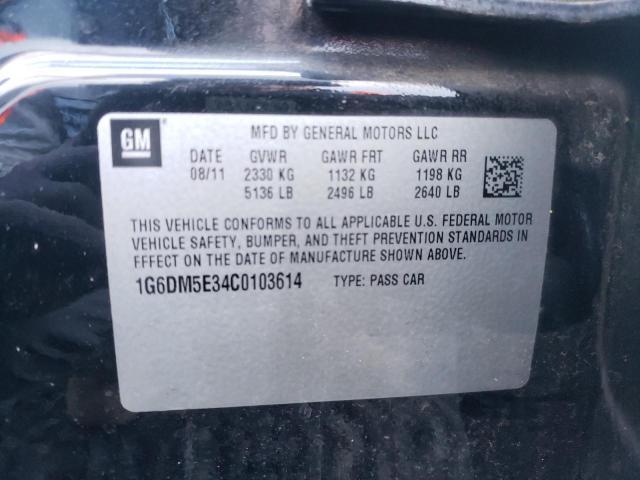 GM
MFD BY GENERAL MOTORS LLC
DATE GVWR GAWR FRT GAWR RR
08/11 2330 KG 1132 KG 1198 KG
5136 LB 2496 LB 2640 LB
THIS VEHICLE CONFORMS TO ALL APPLICABLE U.S. FEDERAL MOTOR
VEHICLE SAFETY, BUMPER, AND THEFT PREVENTION STANDARDS IN
EFFECT ON THE DATE OF MANUFACTURE SHOWN ABOVE.
1G6DM5E34C0103614 TYPE: PASS CAR